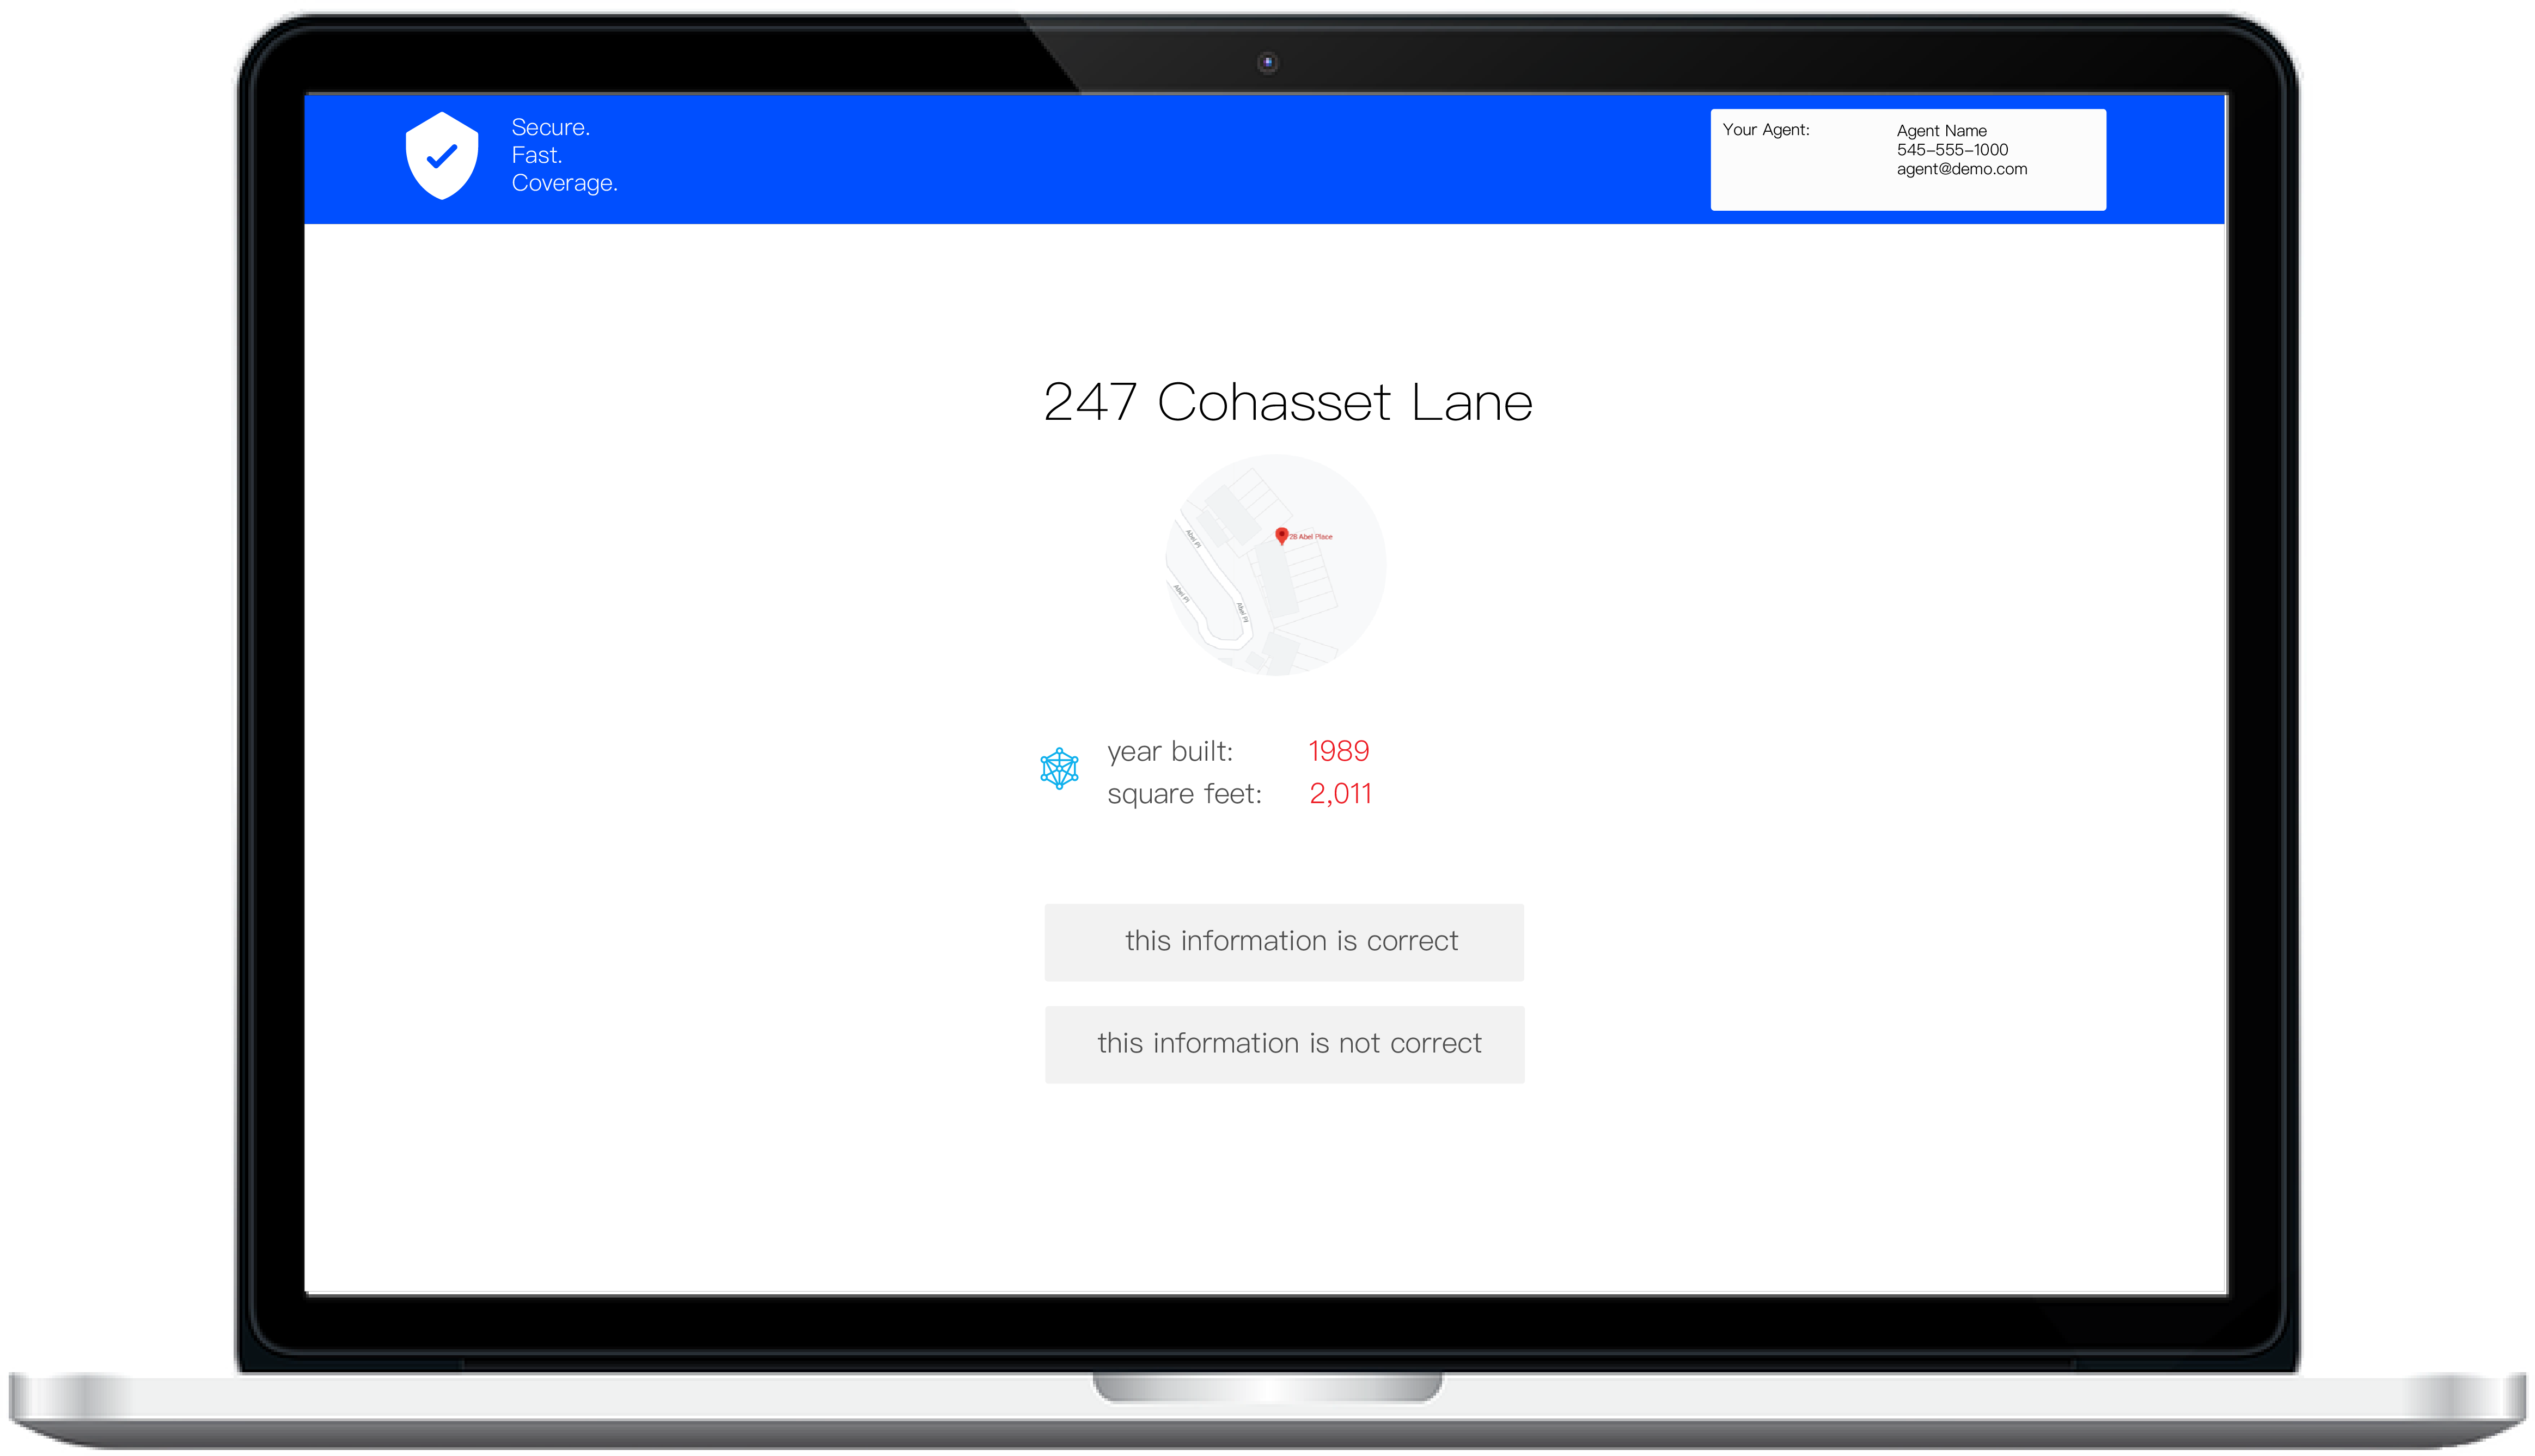 Secure.
Fast.
Coverage.
Your Agent:
Agent Name
545-555-1000
agent@demo.com
247 Cohasset Lane
28 Abel Place
Abel Pl
Abel Pl
Abel Pl
year built: 1989
square feet: 2,011
this information is correct
this information is not correct